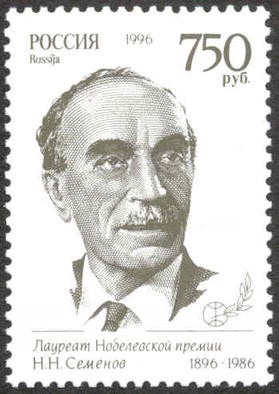 РОССИЯ 1996 750
Rossija руб.
Лауреат Нобелевской премии
Н.Н. Семенов 1896 · 1986